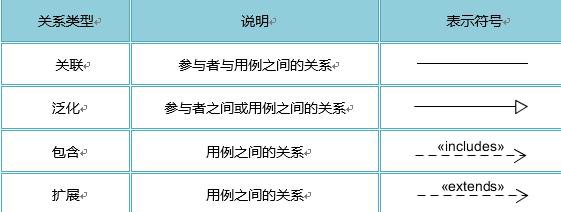 关系类型 说明 表示符号
关联 参与者与用例之间的关系
泛化 参与者之间或用例之间的关系
包含 用例之间的关系 «includes»
扩展 用例之间的关系 «extends»